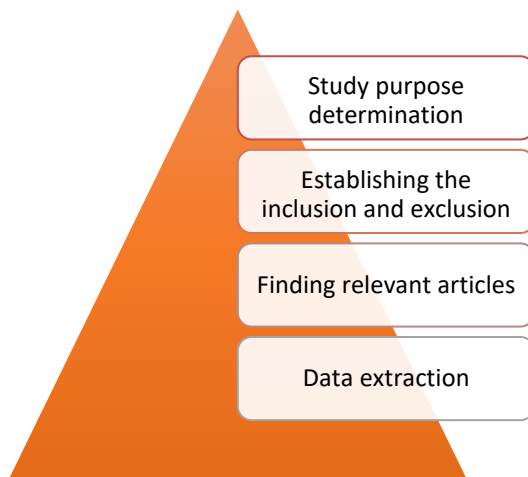 Study purpose
determination
Establishing the
inclusion and exclusion
Finding relevant articles
Data extraction